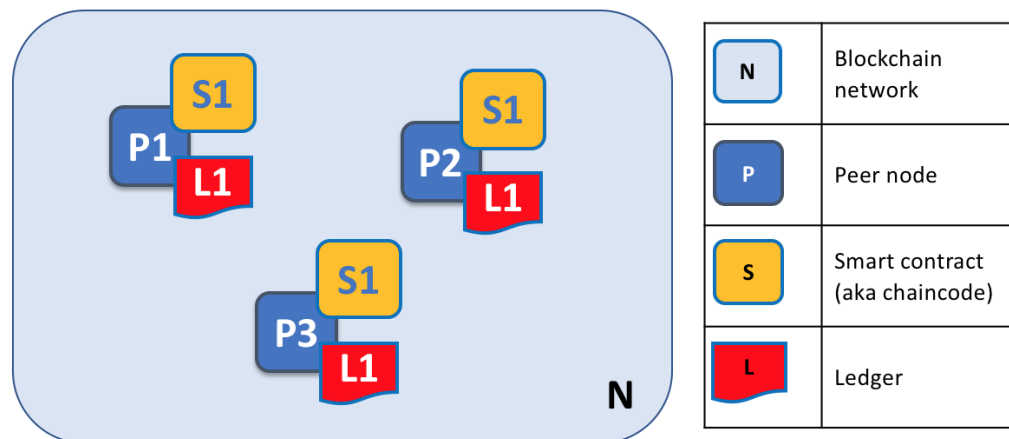 S1
P1
L1
S1
P2
L1
S1
P3
L1
N
N
Blockchain
network
P
Peer node
S
Smart contract
(aka chaincode)
L
Ledger